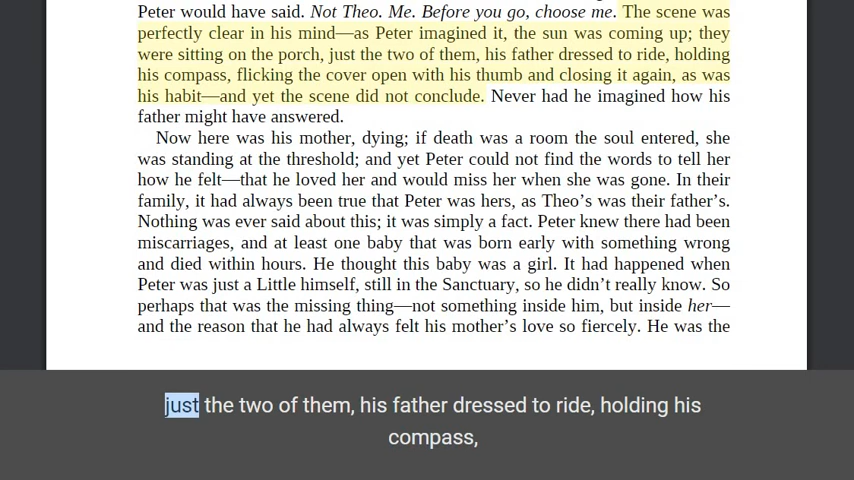 Peter would have said. Not Theo. Me. Before you go, choose me. The scene was
perfectly clear in his mind—as Peter imagined it, the sun was coming up; they
were sitting on the porch, just the two of them, his father dressed to ride, holding
his compass, flicking the cover open with his thumb and closing it again, as was
his habit—and yet the scene did not conclude. Never had he imagined how his
father might have answered.
Now here was his mother, dying; if death was a room the soul entered, she
was standing at the threshold; and yet Peter could not find the words to tell her
how he felt—that he loved her and would miss her when she was gone. In their
family, it had always been true that Peter was hers, as Theo’s was their father’s.
Nothing was ever said about this; it was simply a fact. Peter knew there had been
miscarriages, and at least one baby that was born early with something wrong
and died within hours. He thought this baby was a girl. It had happened when
Peter was just a Little himself, still in the Sanctuary, so he didn’t really know. So
perhaps that was the missing thing—not something inside him, but inside her—
and the reason that he had always felt his mother’s love so fiercely. He was the
just the two of them, his father dressed to ride, holding his
compass,